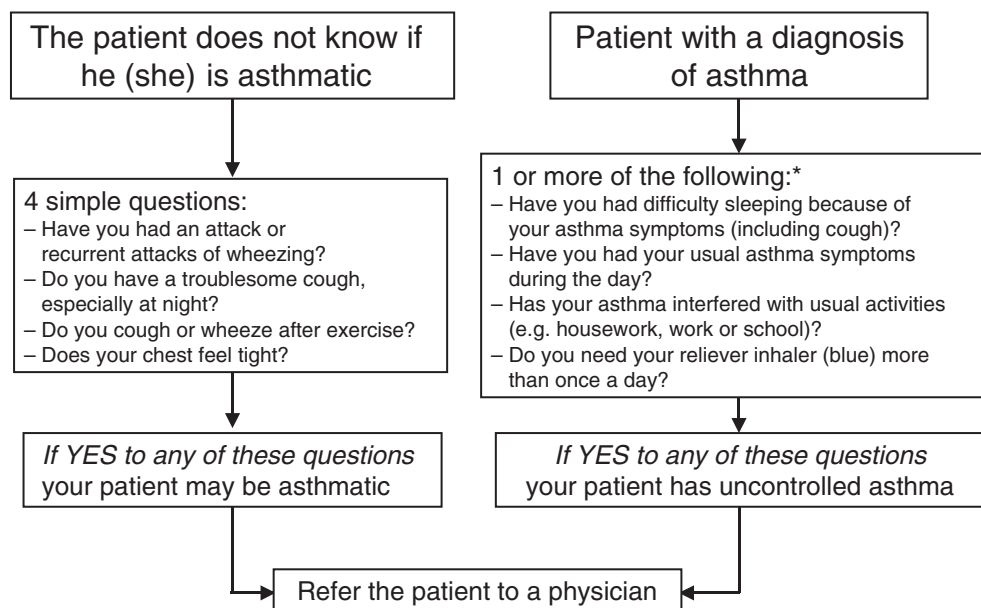 The patient does not know if
he (she) is asthmatic
4 simple questions:
– Have you had an attack or
recurrent attacks of wheezing?
– Do you have a troublesome cough,
especially at night?
– Do you cough or wheeze after exercise?
– Does your chest feel tight?
If YES to any of these questions
your patient may be asthmatic
Patient with a diagnosis
of asthma
1 or more of the following:*
– Have you had difficulty sleeping because of
your asthma symptoms (including cough)?
– Have you had your usual asthma symptoms
during the day?
– Has your asthma interfered with usual activities
(e.g. housework, work or school)?
– Do you need your reliever inhaler (blue) more
than once a day?
If YES to any of these questions
your patient has uncontrolled asthma
Refer the patient to a physician